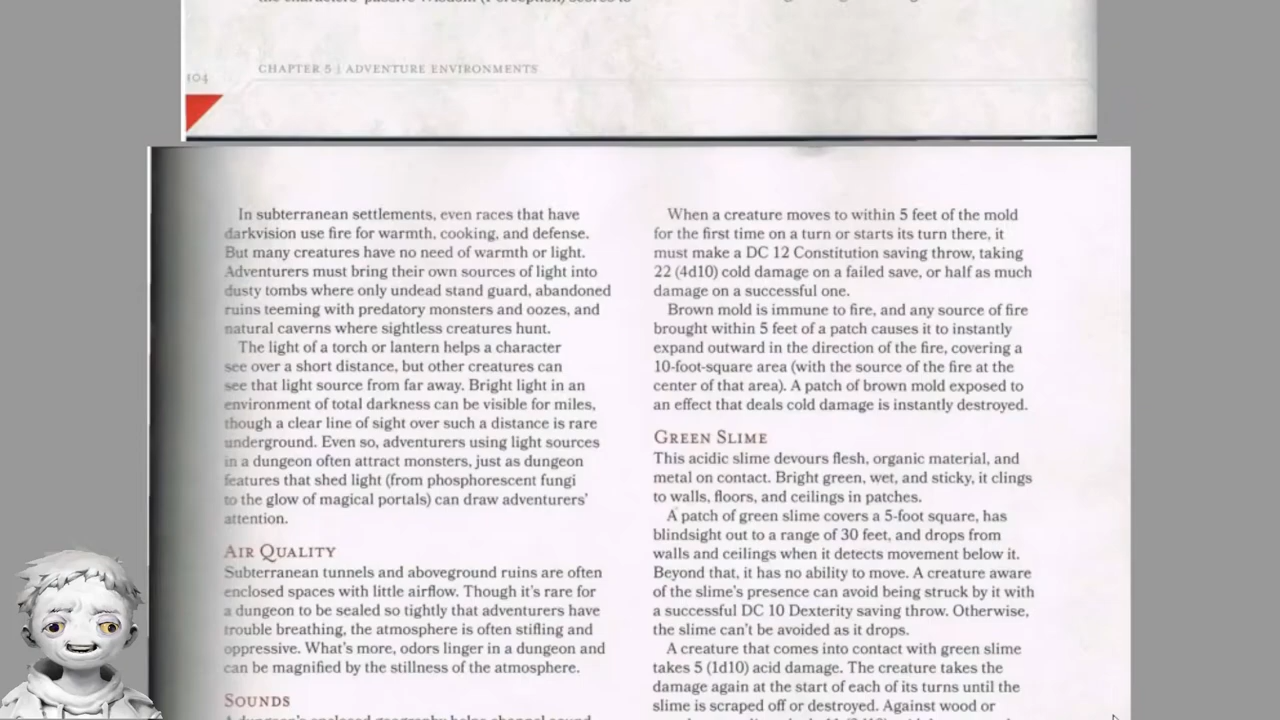 104
CHAPTER 5 | ADVENTURE ENVIRONMENTS
In subterranean settlements, even races that have
darkvision use fire for warmth, cooking, and defense.
But many creatures have no need of warmth or light.
Adventurers must bring their own sources of light into
dusty tombs where only undead stand guard, abandoned
ruins teeming with predatory monsters and oozes, and
natural caverns where sightless creatures hunt.
The light of a torch or lantern helps a character
see over a short distance, but other creatures can
see that light source from far away. Bright light in an
environment of total darkness can be visible for miles,
though a clear line of sight over such a distance is rare
underground. Even so, adventurers using light sources
in a dungeon often attract monsters, just as dungeon
features that shed light (from phosphorescent fungi
to the glow of magical portals) can draw adventurers'
attention.
AIR QUALITY
Subterranean tunnels and aboveground ruins are often
enclosed spaces with little airflow. Though it's rare for
a dungeon to be sealed so tightly that adventurers have
trouble breathing, the atmosphere is often stifling and
oppressive. What's more, odors linger in a dungeon and
can be magnified by the stillness of the atmosphere.
SOUNDS
When a creature moves to within 5 feet of the mold
for the first time on a turn or starts its turn there, it
must make a DC 12 Constitution saving throw, taking
22 (4d10) cold damage on a failed save, or half as much
damage on a successful one.
Brown mold is immune to fire, and any source of fire
brought within 5 feet of a patch causes it to instantly
expand outward in the direction of the fire, covering a
10-foot-square area (with the source of the fire at the
center of that area). A patch of brown mold exposed to
an effect that deals cold damage is instantly destroyed.
GREEN SLIME
This acidic slime devours flesh, organic material, and
metal on contact. Bright green, wet, and sticky, it clings
to walls, floors, and ceilings in patches.
A patch of green slime covers a 5-foot square, has
blindsight out to a range of 30 feet, and drops from
walls and ceilings when it detects movement below it.
Beyond that, it has no ability to move. A creature aware
of the slime's presence can avoid being struck by it with
a successful DC 10 Dexterity saving throw. Otherwise,
the slime can't be avoided as it drops.
A creature that comes into contact with green slime
takes 5 (1d10) acid damage. The creature takes the
damage again at the start of each of its turns until the
slime is scraped off or destroyed. Against wood or